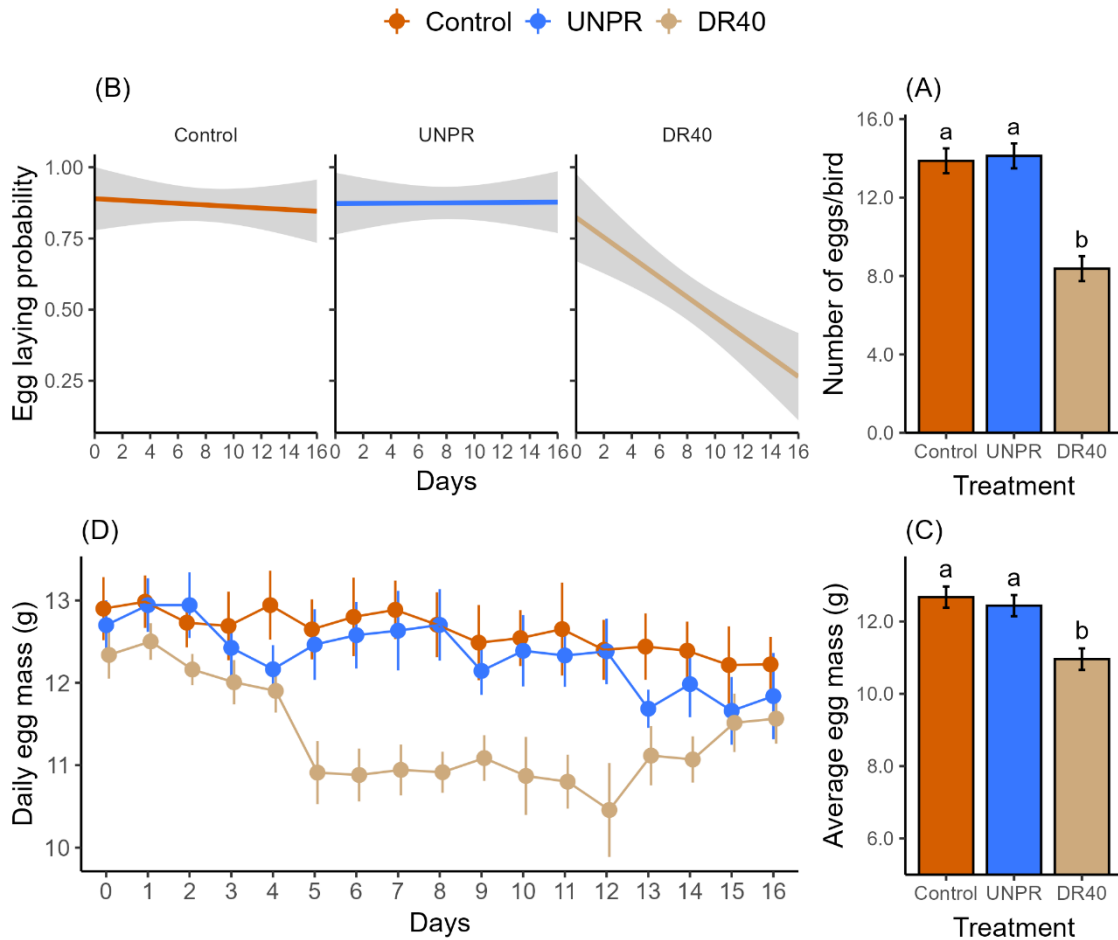 Control UNPR DR40
(B)
Control UNPR DR40
Egg laying probability
1.00
0.75
0.50
0.25
0 2 4 6 8 10 12 14 16 0 2 4 6 8 10 12 14 16 0 2 4 6 8 10 12 14 16
Days
(A)
Number of eggs/bird
16.0
12.0
8.0
4.0
0.0
a a b
Control UNPR DR40
Treatment
(D)
Daily egg mass (g)
13
12
11
10
0 1 2 3 4 5 6 7 8 9 10 11 12 13 14 15 16
Days
(C)
Average egg mass (g)
12.0
10.0
8.0
6.0
a a b
Control UNPR DR40
Treatment